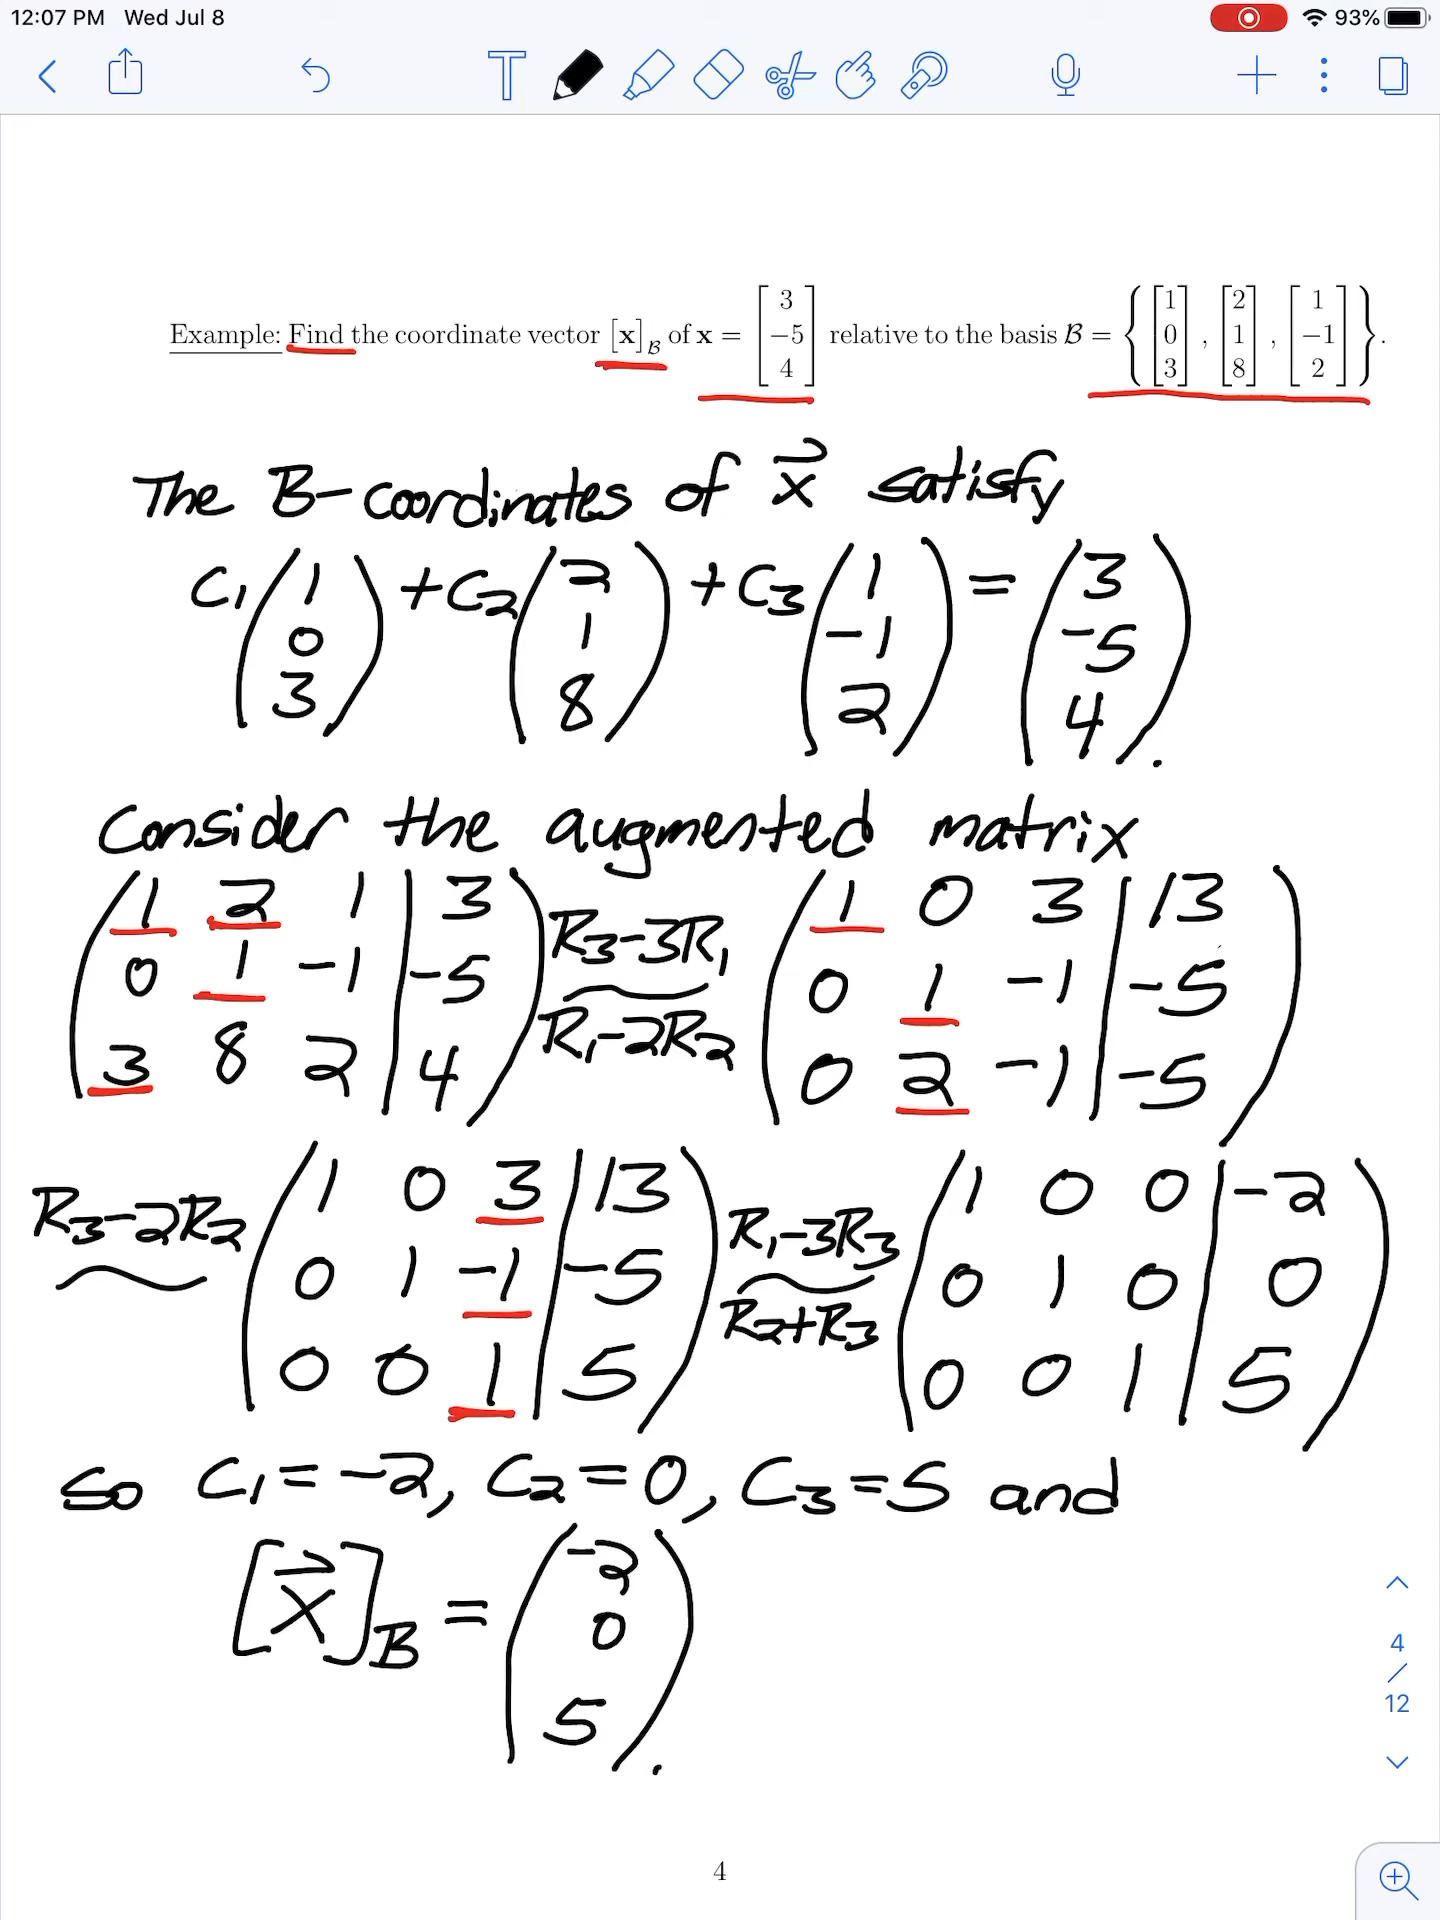 12:07 PM Wed Jul 8 93%
T
Example: Find the coordinate vector [x]_B of x = [3 -5 4] relative to the basis B = { [1 0 3], [2 1 8], [1 -1 2] }.
The B-coordinates of x⃗ satisfy
C1 (1 0 3) + C2 (2 1 8) + C3 (1 -1 2) = (3 -5 4).
Consider the augmented matrix
1 2 1 | 3 R3-3R1 1 0 3 | 13
0 1 -1 | -5 ~ 0 1 -1 | -5
3 8 2 | 4 R1-2R2 0 2 -1 | -5
R3-2R2 1 0 3 | 13 R1-3R3 1 0 0 | -2
~ 0 1 -1 | -5 ~ 0 1 0 | 0
0 0 1 | 5 R2+R3 0 0 1 | 5
so C1 = -2, C2 = 0, C3 = 5 and
[x⃗]_B = (-2 0 5).
4
/
12
4